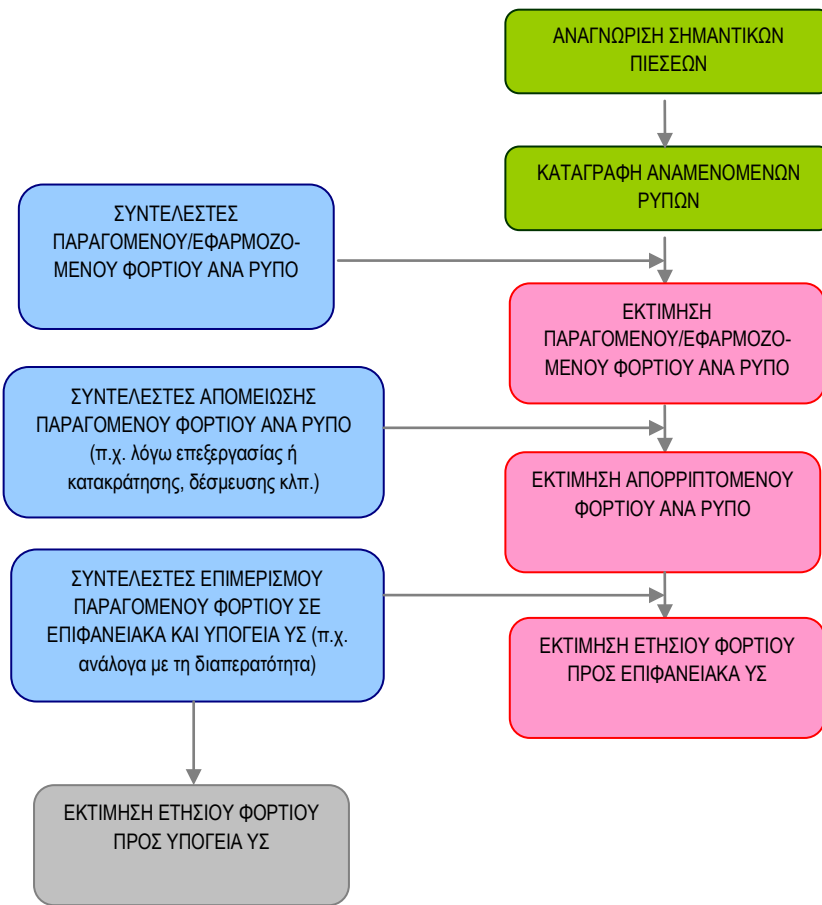 ΑΝΑΓΝΩΡΙΣΗ ΣΗΜΑΝΤΙΚΩΝ
ΠΙΕΣΕΩΝ
ΚΑΤΑΓΡΑΦΗ ΑΝΑΜΕΝΟΜΕΝΩΝ
ΡΥΠΩΝ
ΣΥΝΤΕΛΕΣΤΕΣ
ΠΑΡΑΓΟΜΕΝΟΥ/ΕΦΑΡΜΟΖΟ-
ΜΕΝΟΥ ΦΟΡΤΙΟΥ ΑΝΑ ΡΥΠΟ
ΕΚΤΙΜΗΣΗ
ΠΑΡΑΓΟΜΕΝΟΥ/ΕΦΑΡΜΟΖΟ-
ΜΕΝΟΥ ΦΟΡΤΙΟΥ ΑΝΑ ΡΥΠΟ
ΣΥΝΤΕΛΕΣΤΕΣ ΑΠΟΜΕΙΩΣΗΣ
ΠΑΡΑΓΟΜΕΝΟΥ ΦΟΡΤΙΟΥ ΑΝΑ ΡΥΠΟ
(π.χ. λόγω επεξεργασίας ή
κατακράτησης, δέσμευσης κλπ.)
ΕΚΤΙΜΗΣΗ ΑΠΟΡΡΙΠΤΟΜΕΝΟΥ
ΦΟΡΤΙΟΥ ΑΝΑ ΡΥΠΟ
ΣΥΝΤΕΛΕΣΤΕΣ ΕΠΙΜΕΡΙΣΜΟΥ
ΠΑΡΑΓΟΜΕΝΟΥ ΦΟΡΤΙΟΥ ΣΕ
ΕΠΙΦΑΝΕΙΑΚΑ ΚΑΙ ΥΠΟΓΕΙΑ ΥΣ (π.χ.
ανάλογα με τη διαπερατότητα)
ΕΚΤΙΜΗΣΗ ΕΤΗΣΙΟΥ ΦΟΡΤΙΟΥ
ΠΡΟΣ ΕΠΙΦΑΝΕΙΑΚΑ ΥΣ
ΕΚΤΙΜΗΣΗ ΕΤΗΣΙΟΥ ΦΟΡΤΙΟΥ
ΠΡΟΣ ΥΠΟΓΕΙΑ ΥΣ